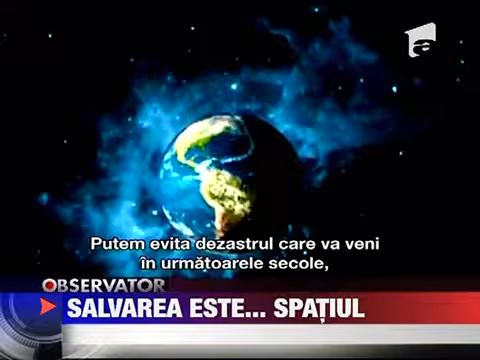 a
Putem evita dezastrul care va veni
în următoarele secole,
OBSERVATOR
SALVAREA ESTE... SPAȚIUL